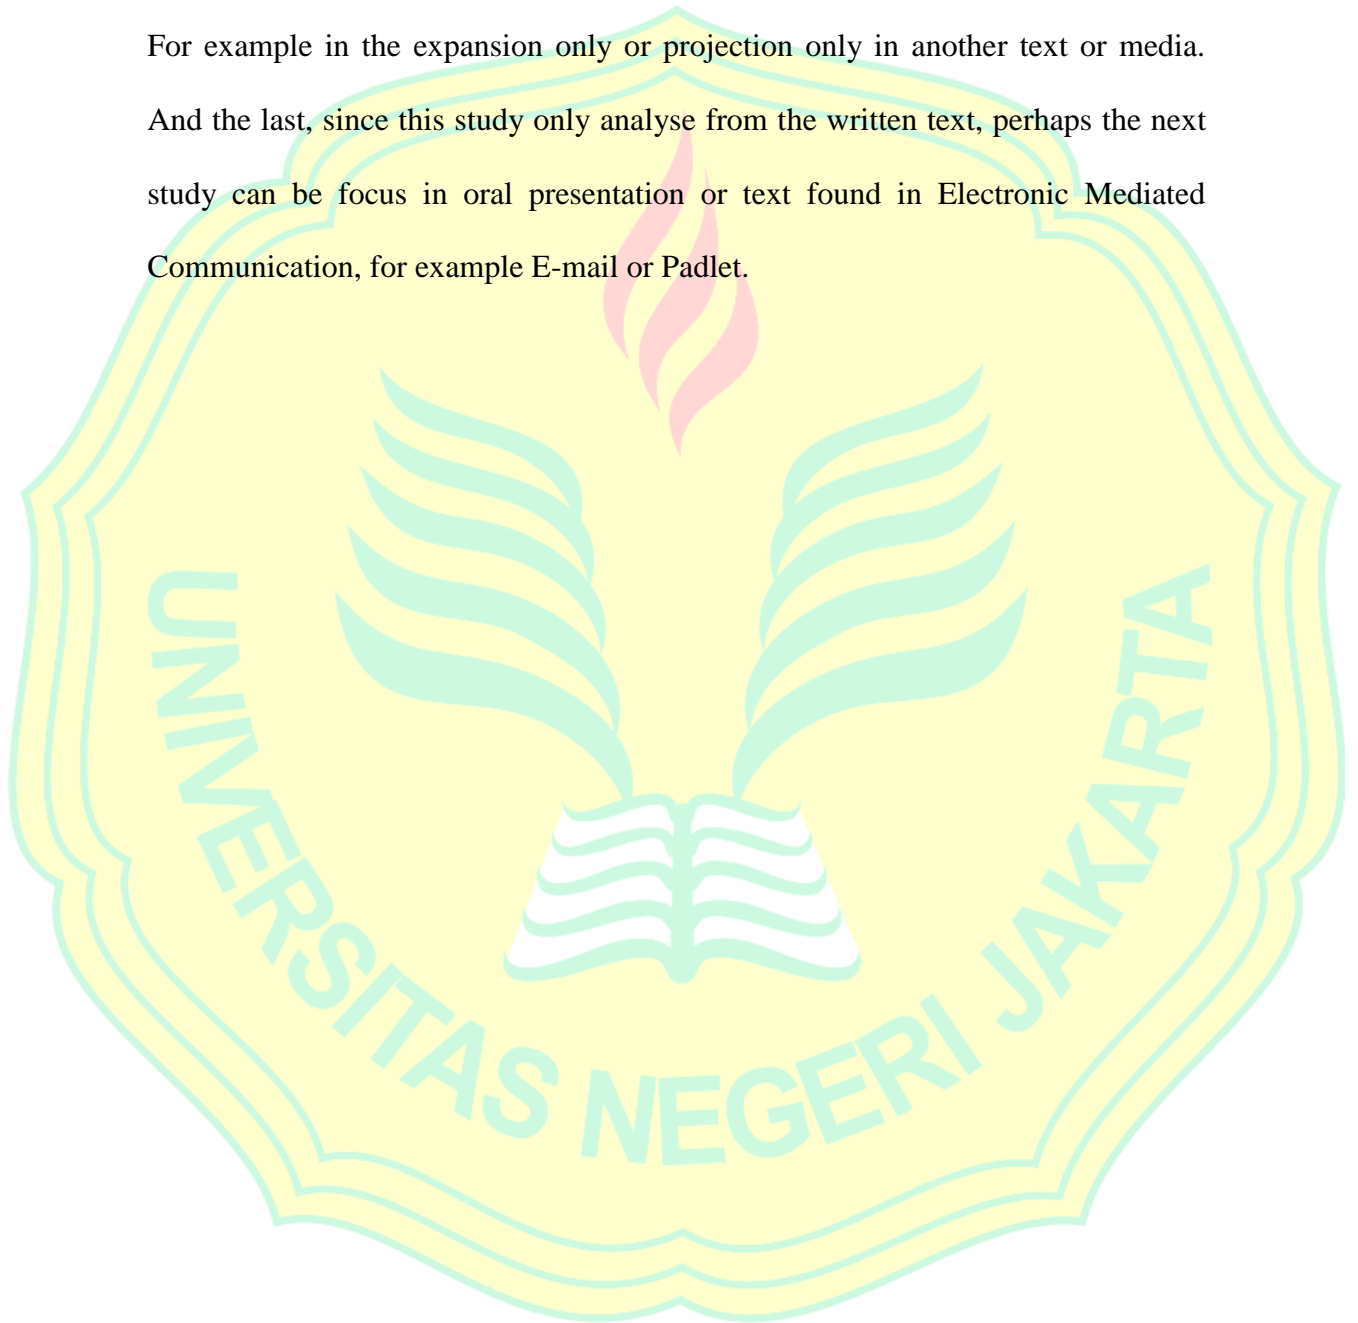 For example in the expansion only or projection only in another text or media.
And the last, since this study only analyse from the written text, perhaps the next
study can be focus in oral presentation or text found in Electronic Mediated
Communication, for example E-mail or Padlet.
UNIVERSITAS NEGERI JAKARTA